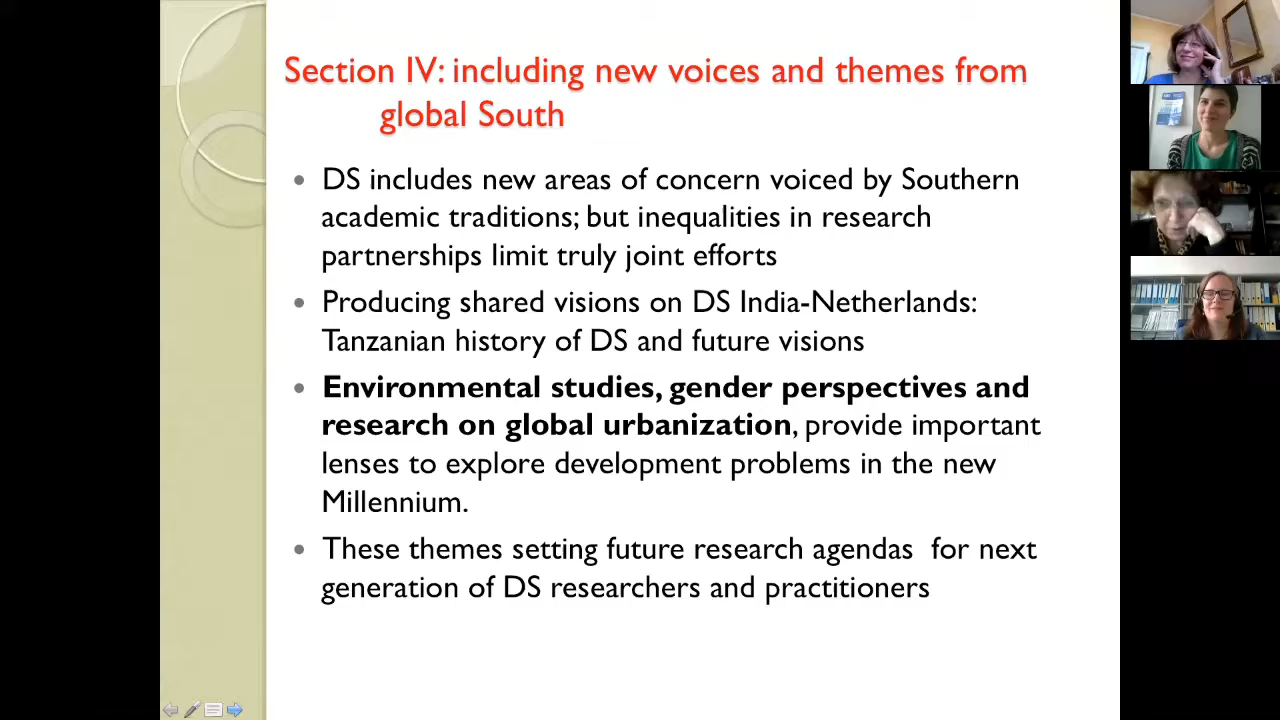 Section IV: including new voices and themes from
global South
DS includes new areas of concern voiced by Southern
academic traditions; but inequalities in research
partnerships limit truly joint efforts
Producing shared visions on DS India-Netherlands:
Tanzanian history of DS and future visions
Environmental studies, gender perspectives and
research on global urbanization, provide important
lenses to explore development problems in the new
Millennium.
These themes setting future research agendas for next
generation of DS researchers and practitioners